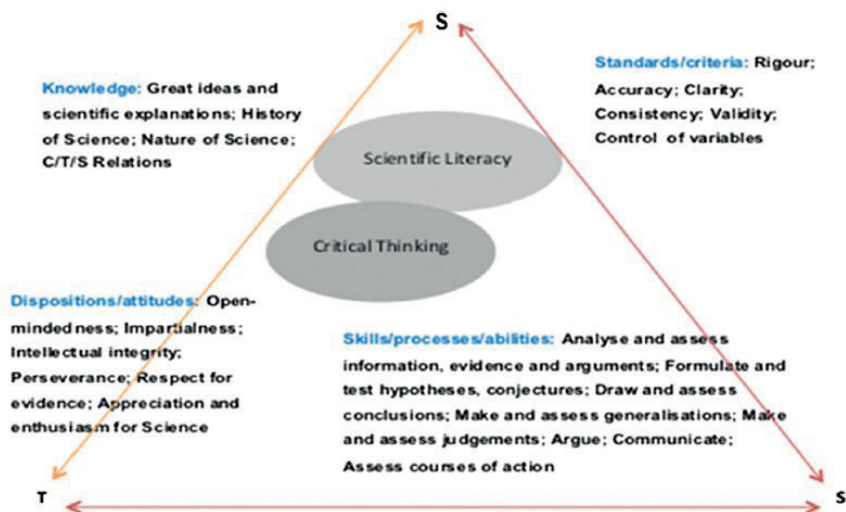 S
Knowledge: Great ideas and
scientific explanations; History
of Science; Nature of Science;
C/T/S Relations
Standards/criteria: Rigour;
Accuracy; Clarity;
Consistency; Validity;
Control of variables
Scientific Literacy
Critical Thinking
Dispositions/attitudes: Open-
mindedness; Impartialness;
Intellectual integrity;
Perseverance; Respect for
evidence; Appreciation and
enthusiasm for Science
Skills/processes/abilities: Analyse and assess
information, evidence and arguments; Formulate and
test hypotheses, conjectures; Draw and assess
conclusions; Make and assess generalisations; Make
and assess judgements; Argue; Communicate;
Assess courses of action
T
S